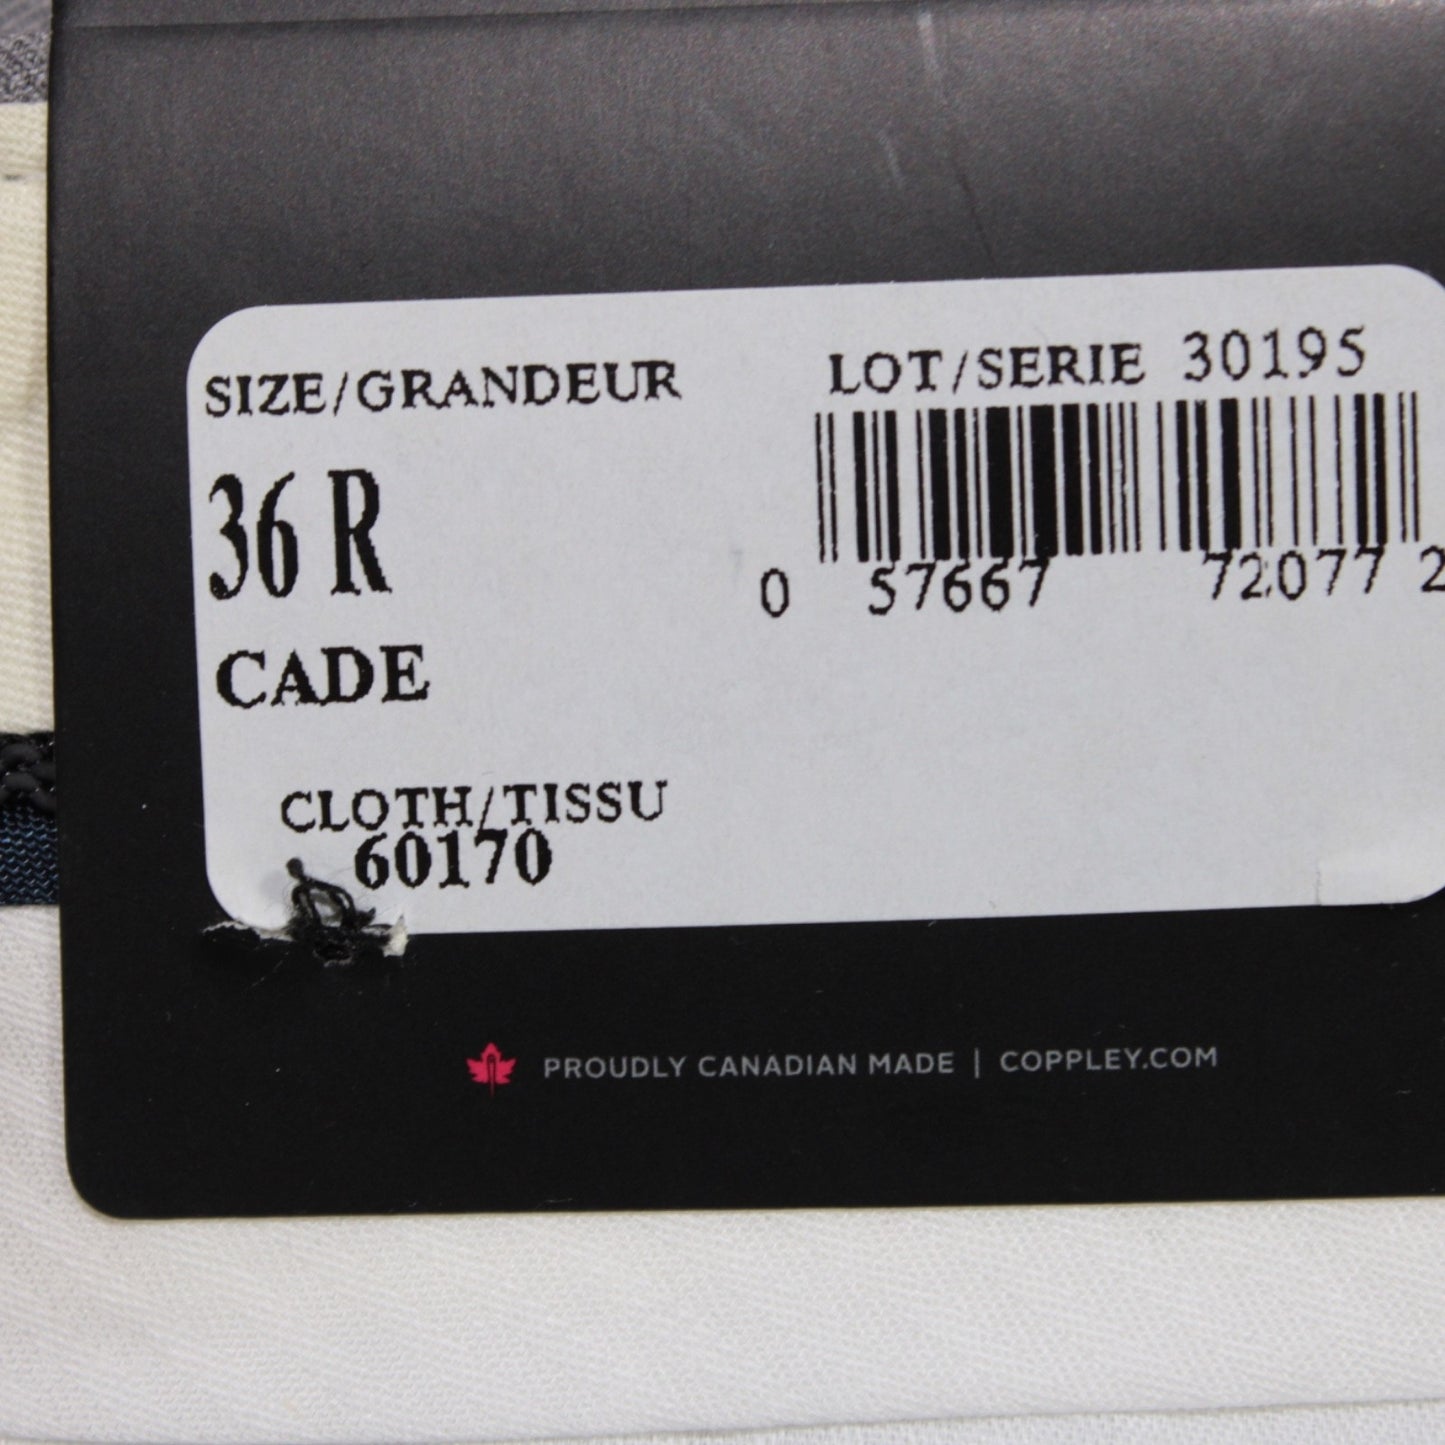 SIZE/GRANDEUR
36 R
CADE
CLOTH/TISSU
60170
LOT/SERIE 30195
0 57667 72077 2
PROUDLY CANADIAN MADE | COPPLEY.COM